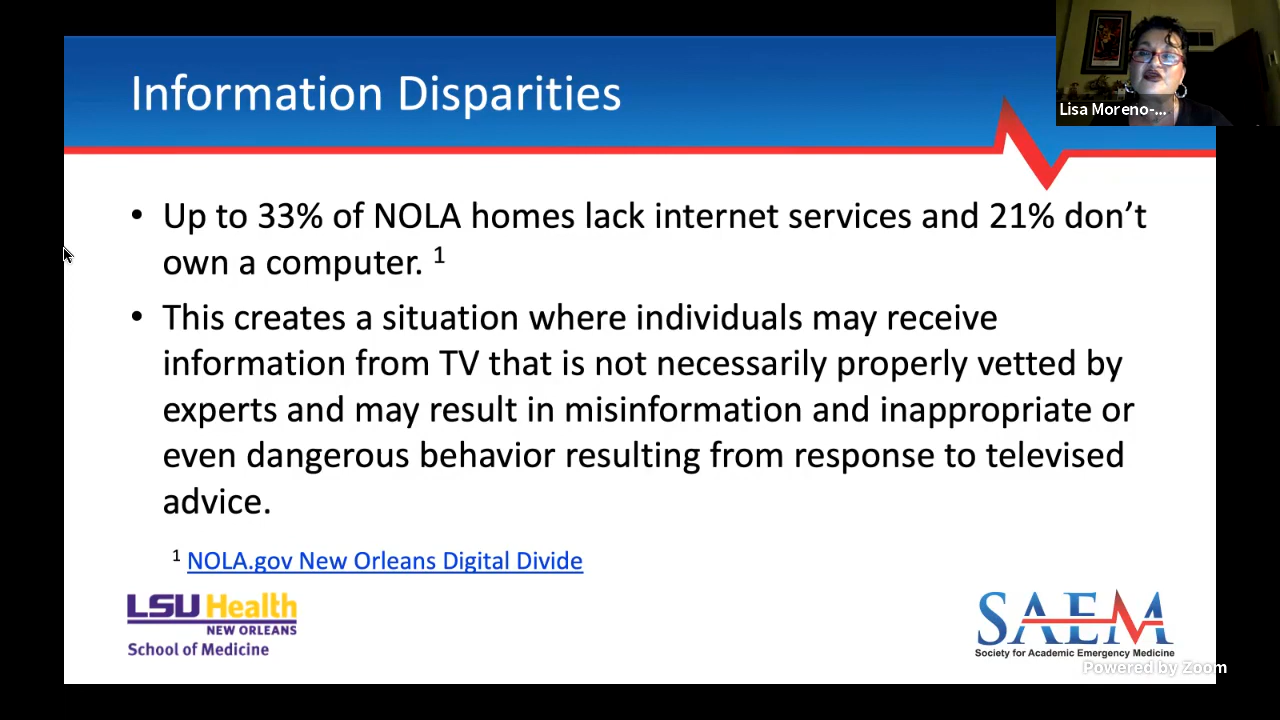 Information Disparities
Lisa Moreno-...
• Up to 33% of NOLA homes lack internet services and 21% don’t
own a computer. 1
• This creates a situation where individuals may receive
information from TV that is not necessarily properly vetted by
experts and may result in misinformation and inappropriate or
even dangerous behavior resulting from response to televised
advice.
1 NOLA.gov New Orleans Digital Divide
LSU Health
NEW ORLEANS
School of Medicine
SAEM
Society for Academic Emergency Medicine
Powered by Zoom